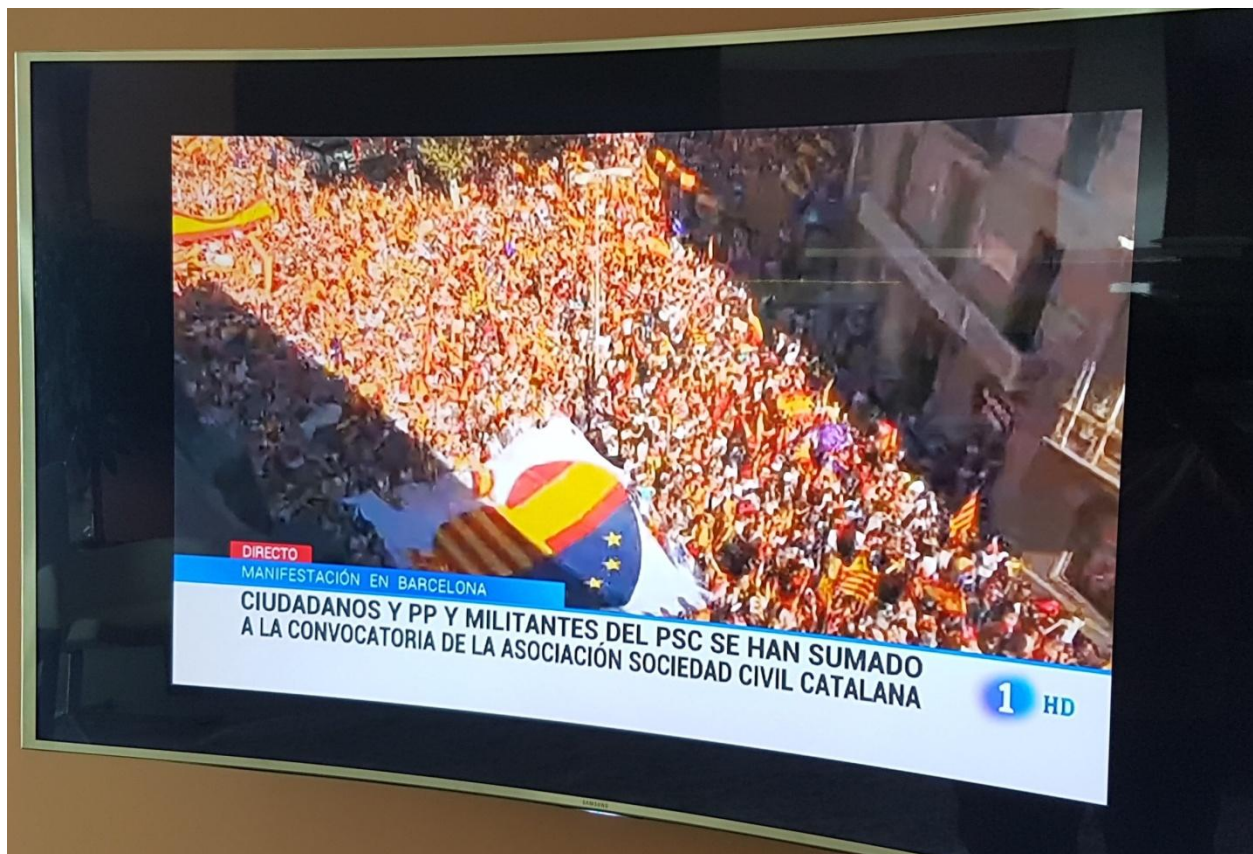 DIRECTO
MANIFESTACIÓN EN BARCELONA
CIUDADANOS Y PP Y MILITANTES DEL PSC SE HAN SUMADO
A LA CONVOCATORIA DE LA ASOCIACIÓN SOCIEDAD CIVIL CATALANA
1 HD
SAMSUNG